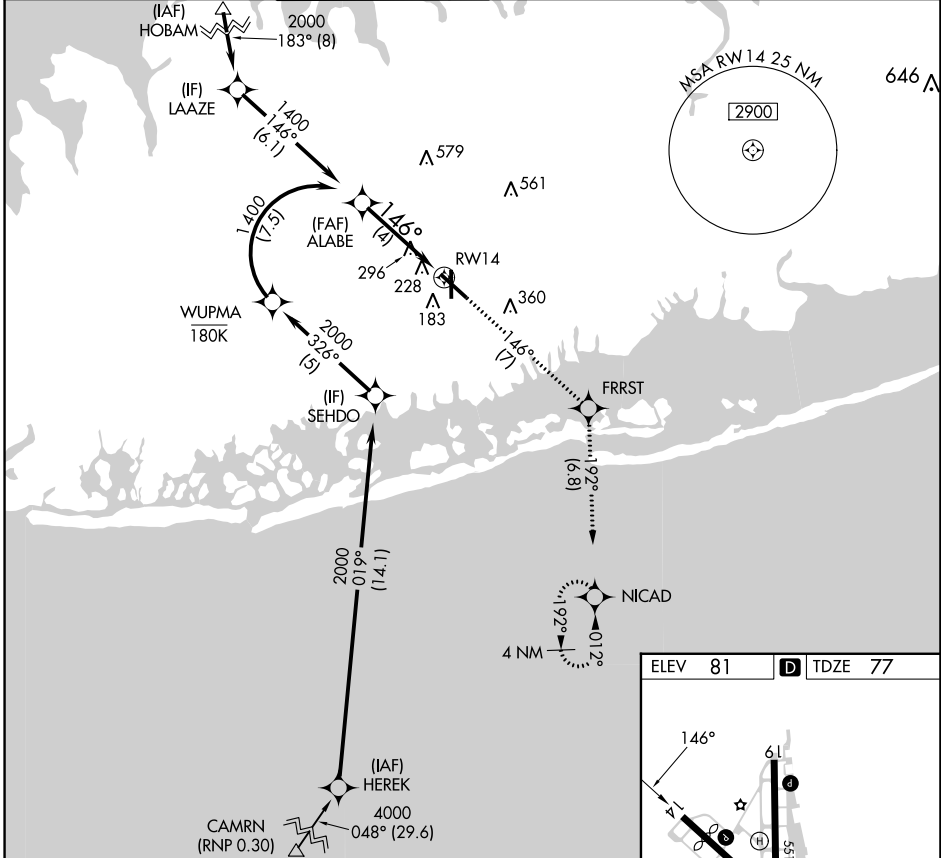 (IAF)
HOBAM
2000
183° (8)
(IF)
LAAZE
1400
146°
(6.1)
MSA RW14 25 NM
2900
646
579
561
1400
(7.5)
(FAF)
ALABE
146°
(4)
296
228
183
RW14
360
WUPMA
180K
2000
326°
(5)
(IF)
SEHDO
146°
(7)
FRRST
192°
(6.8)
2000
019°
(14.1)
NICAD
192°
012°
4 NM
(IAF)
HEREK
4000
048° (29.6)
CAMRN
(RNP 0.30)
ELEV 81 D TDZE 77
146°
19
P
14
P
H
55